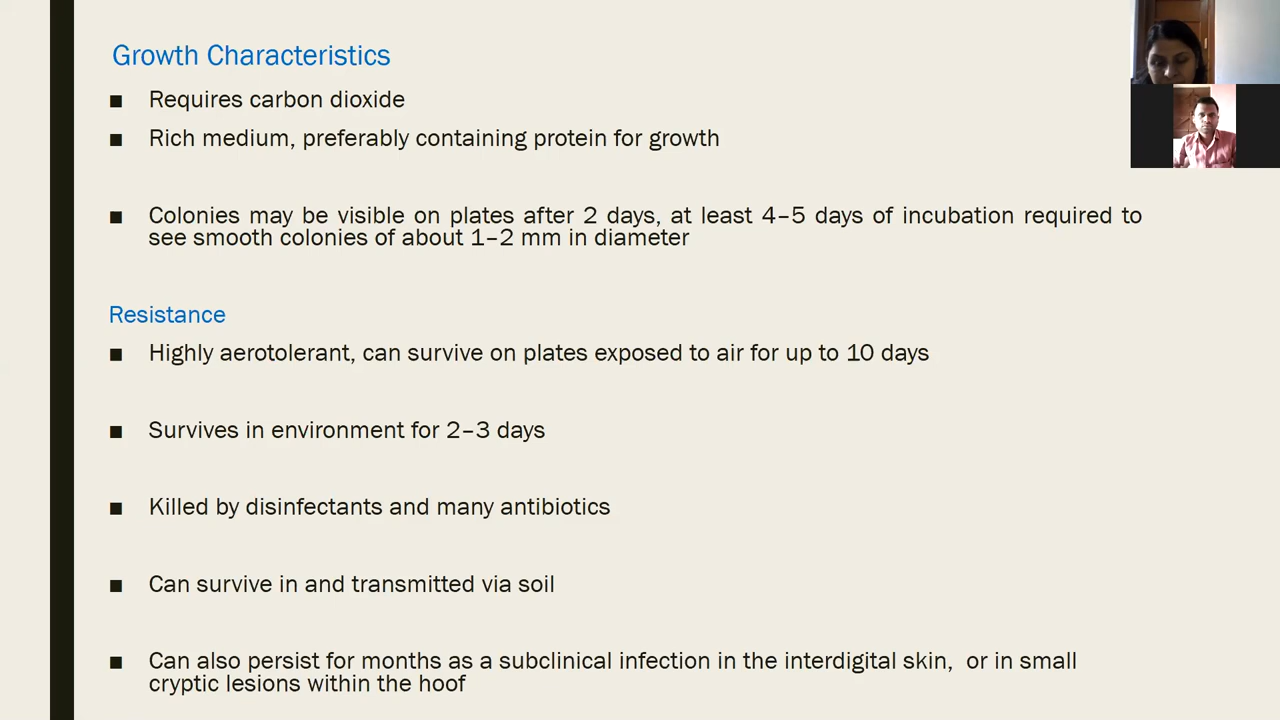 Growth Characteristics
■ Requires carbon dioxide
■ Rich medium, preferably containing protein for growth
■ Colonies may be visible on plates after 2 days, at least 4–5 days of incubation required to
see smooth colonies of about 1–2 mm in diameter
Resistance
■ Highly aerotolerant, can survive on plates exposed to air for up to 10 days
■ Survives in environment for 2–3 days
■ Killed by disinfectants and many antibiotics
■ Can survive in and transmitted via soil
■ Can also persist for months as a subclinical infection in the interdigital skin, or in small
cryptic lesions within the hoof